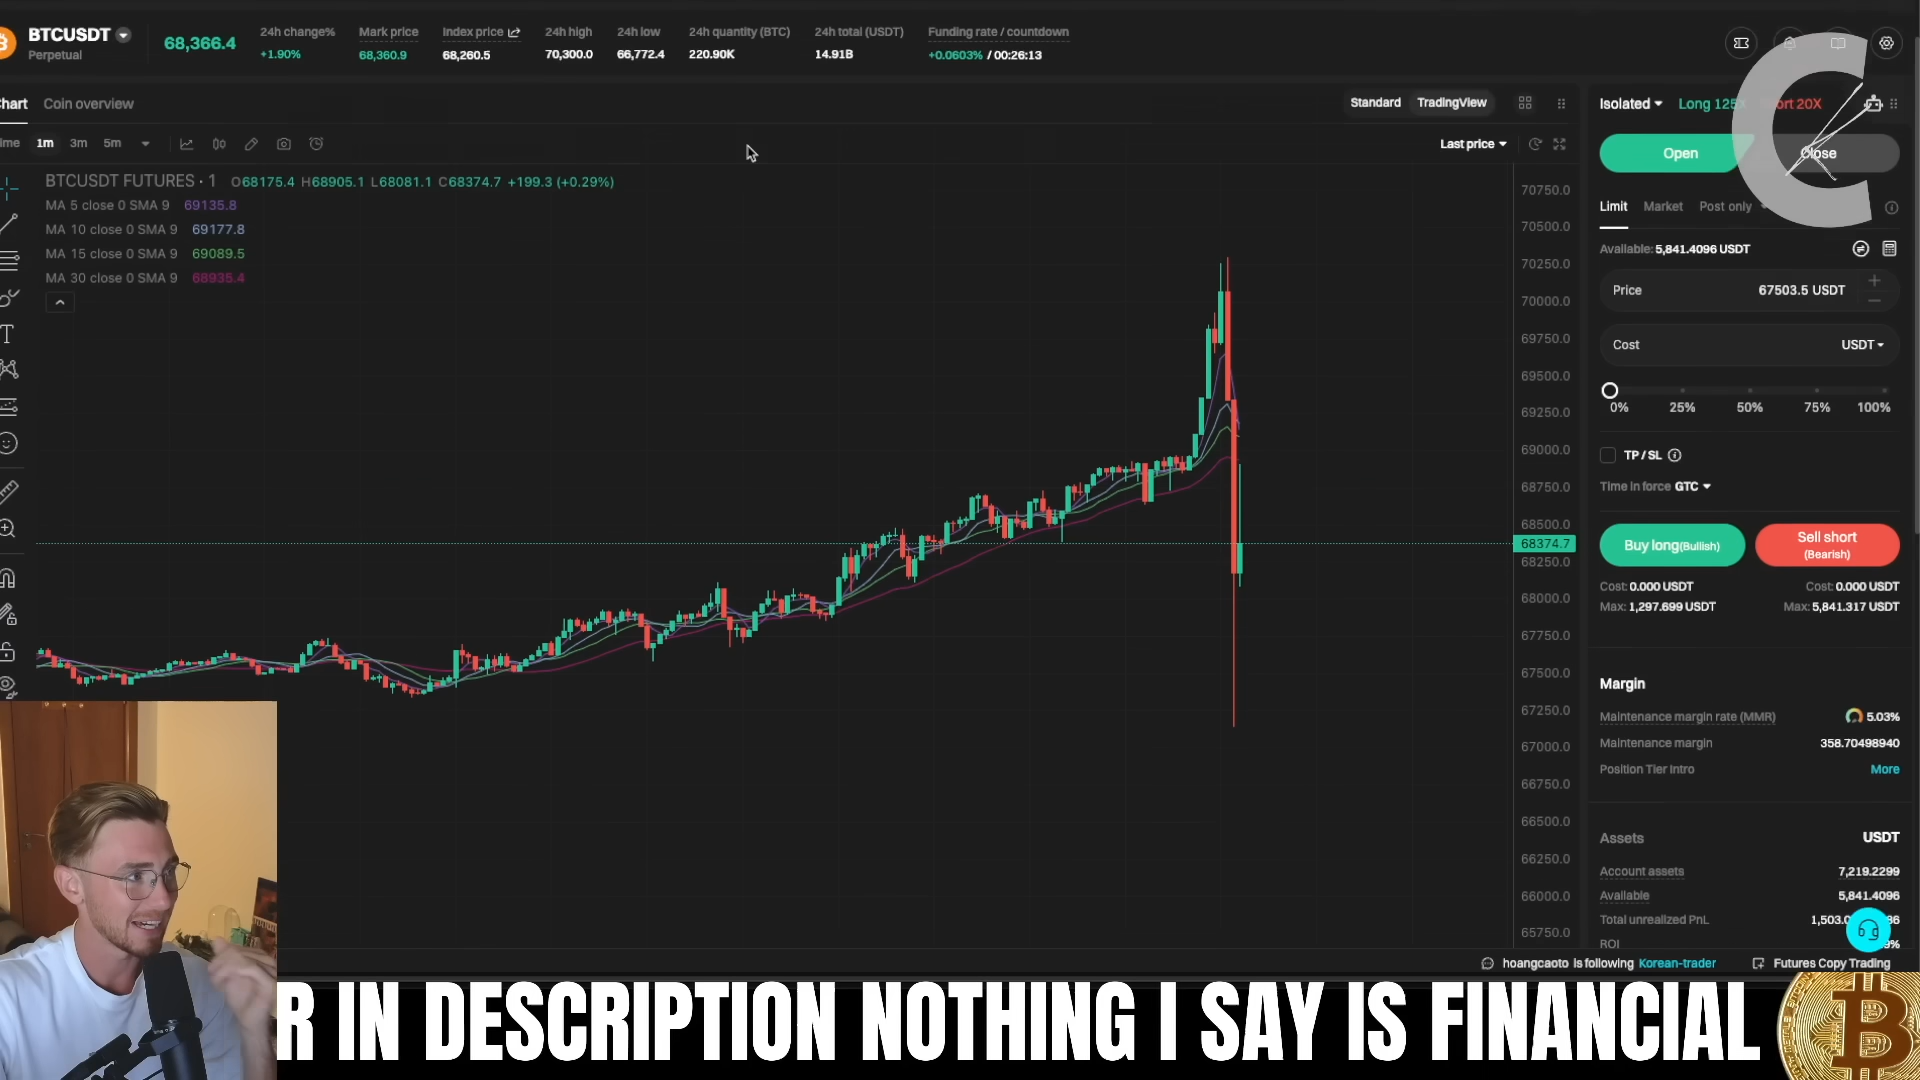 BTCUSDT
Perpetual
68,366.4
24h change%
+1.90%
Mark price
68,360.9
Index price
68,260.5
24h high
70,300.0
24h low
66,772.4
24h quantity (BTC)
220.90K
24h total (USDT)
14.91B
Funding rate / countdown
+0.0603% / 00:26:13
Chart Coin overview
Standard TradingView
1m 3m 5m
Last price
BTCUSDT FUTURES · 1 O68175.4 H68905.1 L68081.1 C68374.7 +199.3 (+0.29%)
MA 5 close 0 SMA 9 69135.8
MA 10 close 0 SMA 9 69177.8
MA 15 close 0 SMA 9 69089.5
MA 30 close 0 SMA 9 68935.4
70750.0
70500.0
70250.0
70000.0
69750.0
69500.0
69250.0
69000.0
68750.0
68500.0
68374.7
68250.0
68000.0
67750.0
67500.0
67250.0
67000.0
66750.0
66500.0
66250.0
66000.0
65750.0
Isolated Long 125X 20X
Open Close
Limit Market Post only
Available: 5,841.4096 USDT
Price 67503.5 USDT
Cost USDT
0% 25% 50% 75% 100%
TP / SL
Time in force GTC
Buy long(Bullish)
Sell short
(Bearish)
Cost: 0.000 USDT Cost: 0.000 USDT
Max: 1,297.699 USDT Max: 5,841.317 USDT
Margin
Maintenance margin rate (MMR) 5.03%
Maintenance margin 358.70498940
Position Tier Intro More
Assets USDT
Account assets 7,219.2299
Available 5,841.4096
Total unrealized PnL
ROI
hoangcaoto is following Korean-trader
Futures Copy Trading
R IN DESCRIPTION NOTHING I SAY IS FINANCIAL